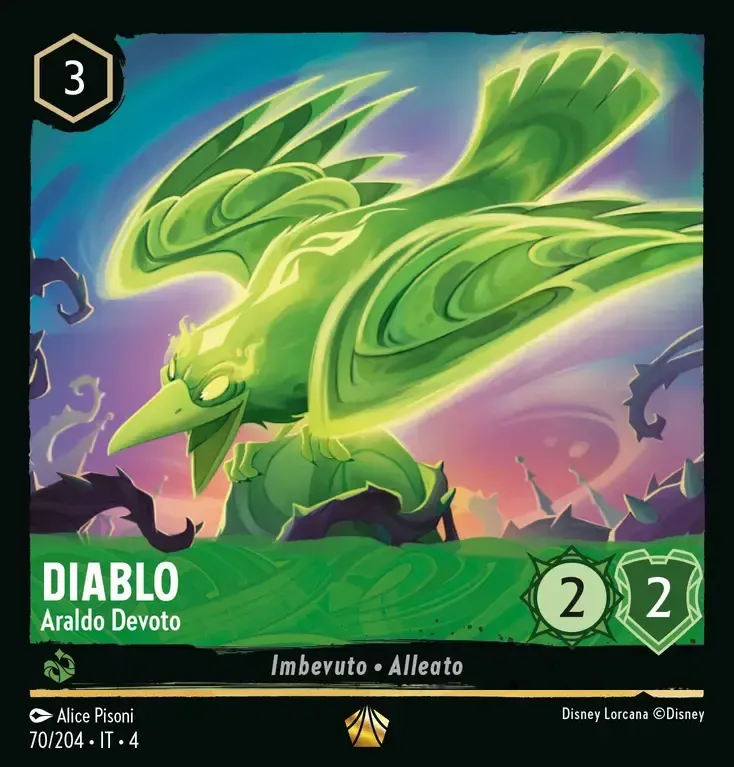 3
DIABLO
Araldo Devoto
2
2
Imbevuto • Alleato
Alice Pisoni
Disney Lorcana ©Disney
70/204 • IT • 4